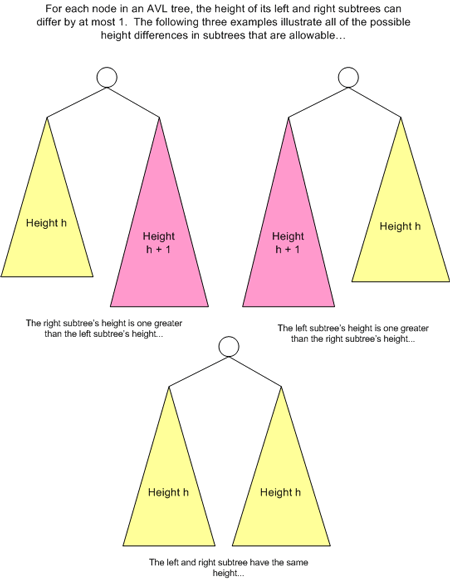 For each node in an AVL tree, the height of its left and right subtrees can
differ by at most 1.  The following three examples illustrate all of the possible
height differences in subtrees that are allowable…
Height h
Height
h + 1
Height
h + 1
Height h
The right subtree's height is one greater
than the left subtree's height...
The left subtree's height is one greater
than the right subtree's height...
Height h
Height h
The left and right subtree have the same
height...